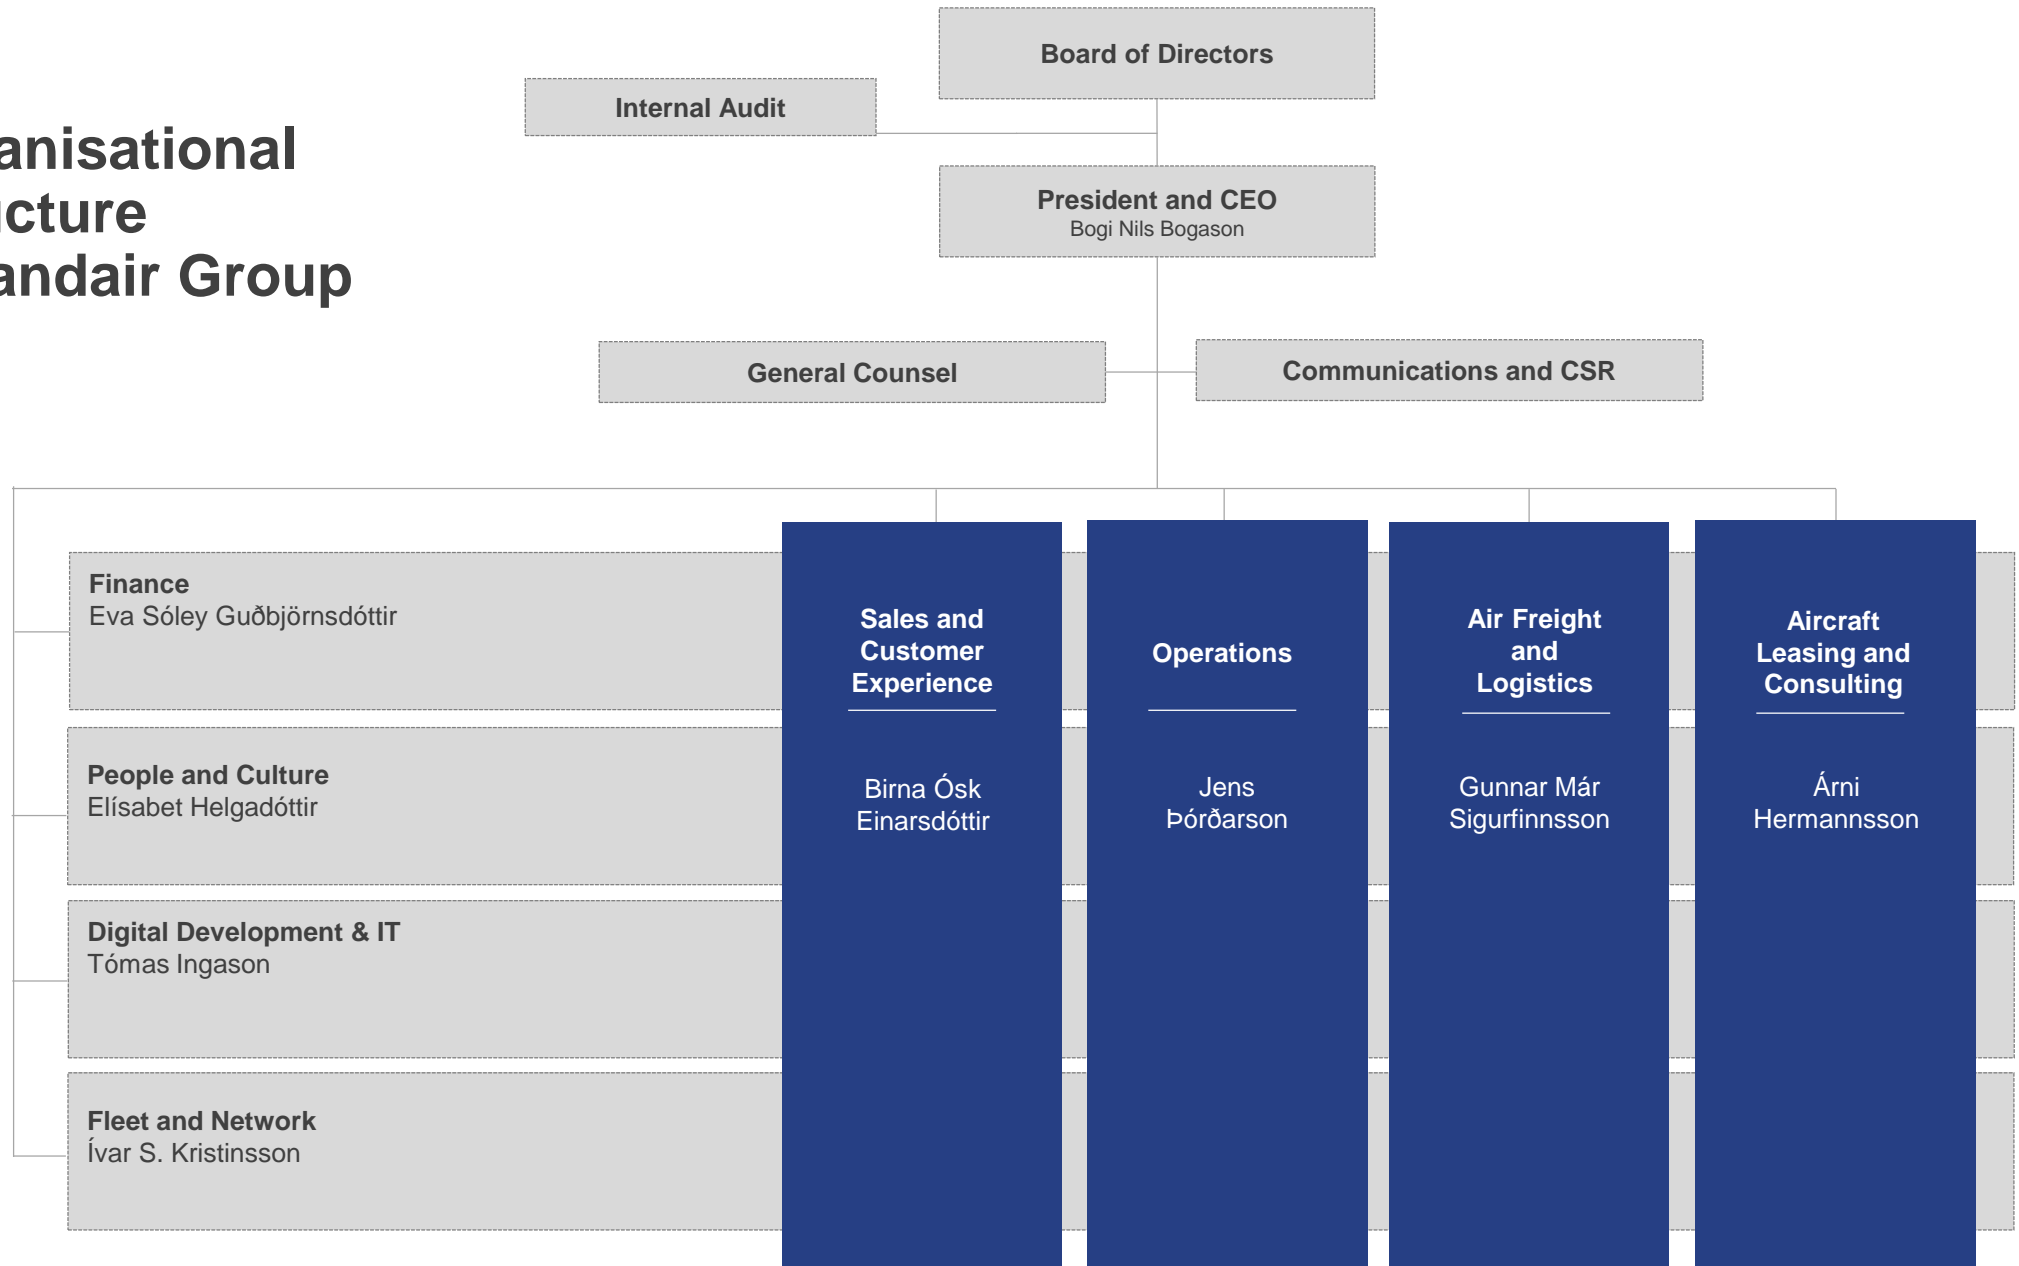 Board of Directors
Internal Audit
anisational
cture
andair Group
President and CEO
Bogi Nils Bogason
General Counsel
Communications and CSR
Finance
Eva Sóley Guðbjörnsdóttir
Sales and
Customer
Experience
Operations
Air Freight
and
Logistics
Aircraft
Leasing and
Consulting
People and Culture
Elísabet Helgadóttir
Birna Ósk
Einarsdóttir
Jens
Þórðarson
Gunnar Már
Sigurfinnsson
Árni
Hermannsson
Digital Development & IT
Tómas Ingason
Fleet and Network
Ívar S. Kristinsson